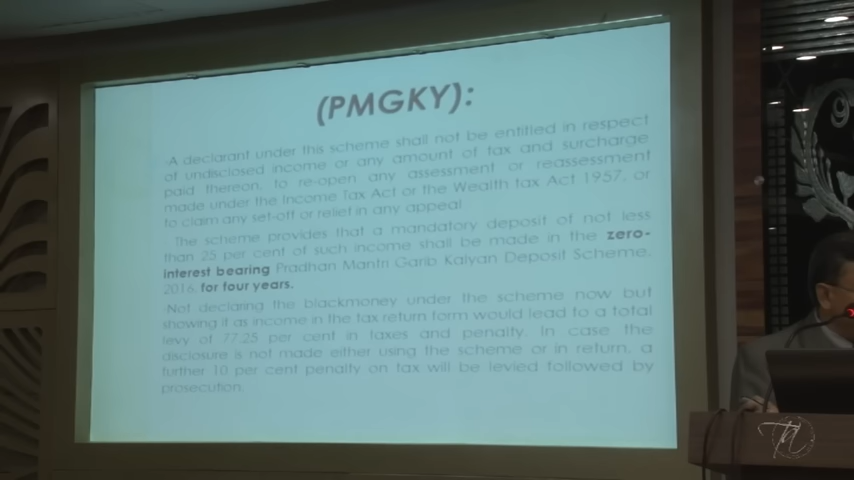 (PMGKY):
A declarant under this scheme shall not be entitled in respect
of undisclosed income or any amount of tax and surcharge
paid thereon, to re-open any assessment or reassessment
made under the Income Tax Act or the Wealth tax Act 1957, or
to claim any set-off or relief in any appeal
The scheme provides that a mandatory deposit of not less
than 25 per cent of such income shall be made in the zero-
interest bearing Pradhan Mantri Garib Kalyan Deposit Scheme,
2016, for four years.
Not declaring the blackmoney under the scheme now but
showing it as income in the tax return form would lead to a total
levy of 77.25 per cent in taxes and penalty. In case the
disclosure is not made either using the scheme or in return, a
further 10 per cent penalty on tax will be levied followed by
prosecution.